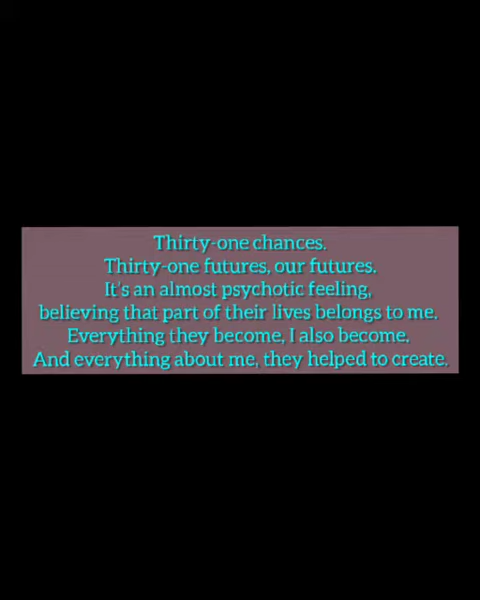 Thirty-one chances.
Thirty-one futures, our futures.
It's an almost psychotic feeling,
believing that part of their lives belongs to me.
Everything they become, I also become.
And everything about me, they helped to create.